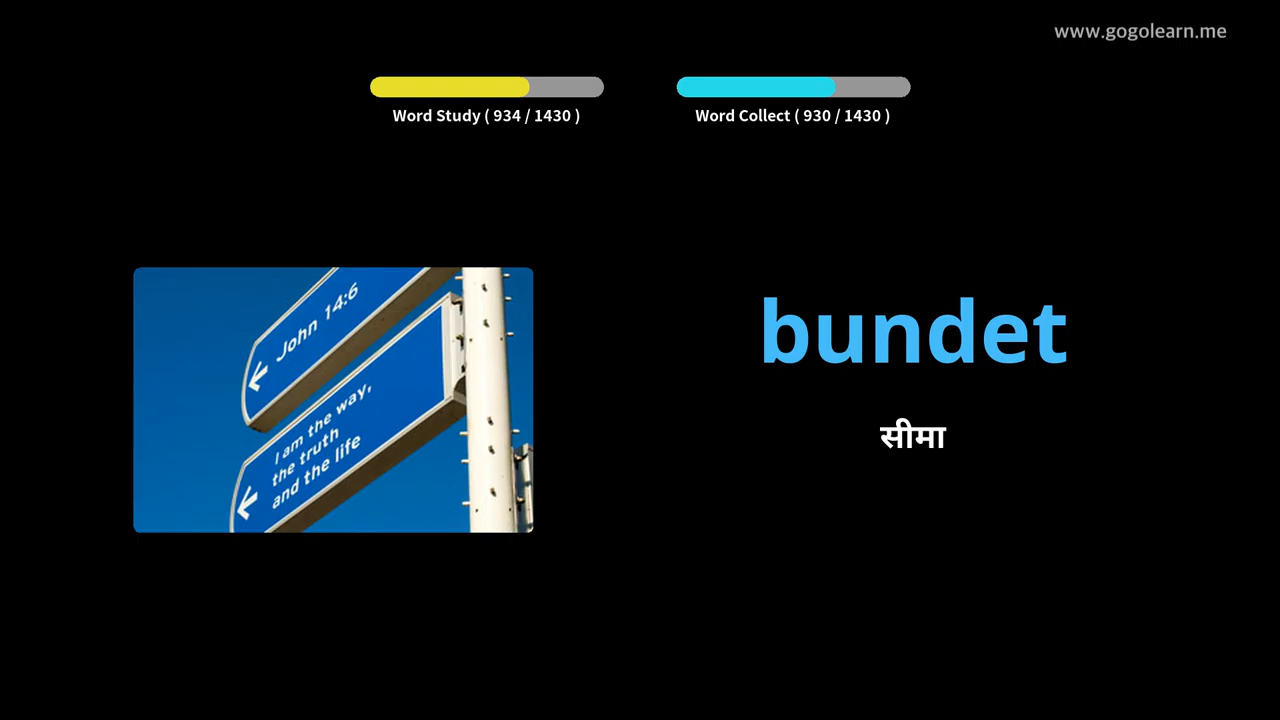 www.gogolearn.me
Word Study ( 934 / 1430 )
Word Collect ( 930 / 1430 )
John 14:6
I am the way,
the truth
and the life
bundet
सीमा